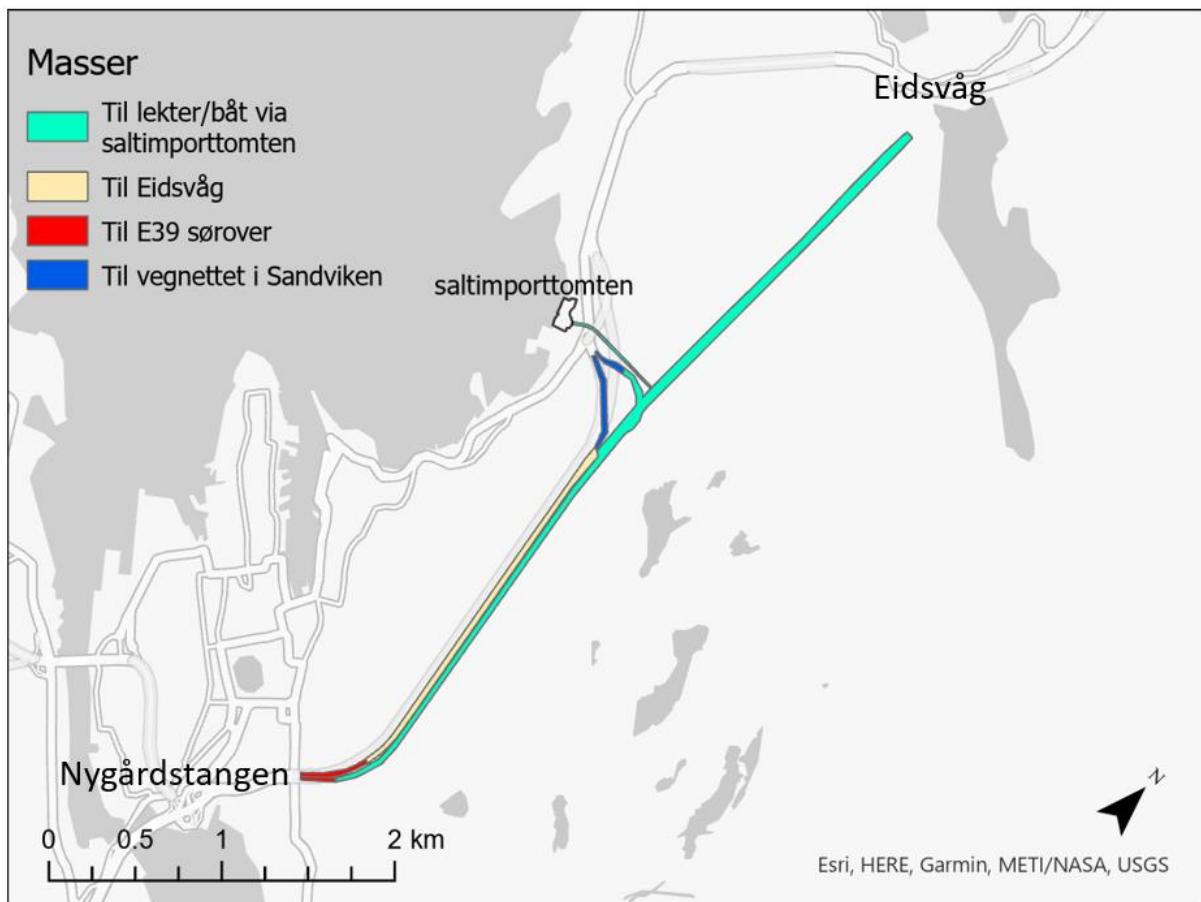 Masser
Til lekter/båt via
saltimporttomten
Til Eidsvåg
Til E39 sørover
Til vegnettet i Sandviken
Eidsvåg
saltimporttomten
Nygårdstangen
0 0.5 1 2 km
N
Esri, HERE, Garmin, METI/NASA, USGS